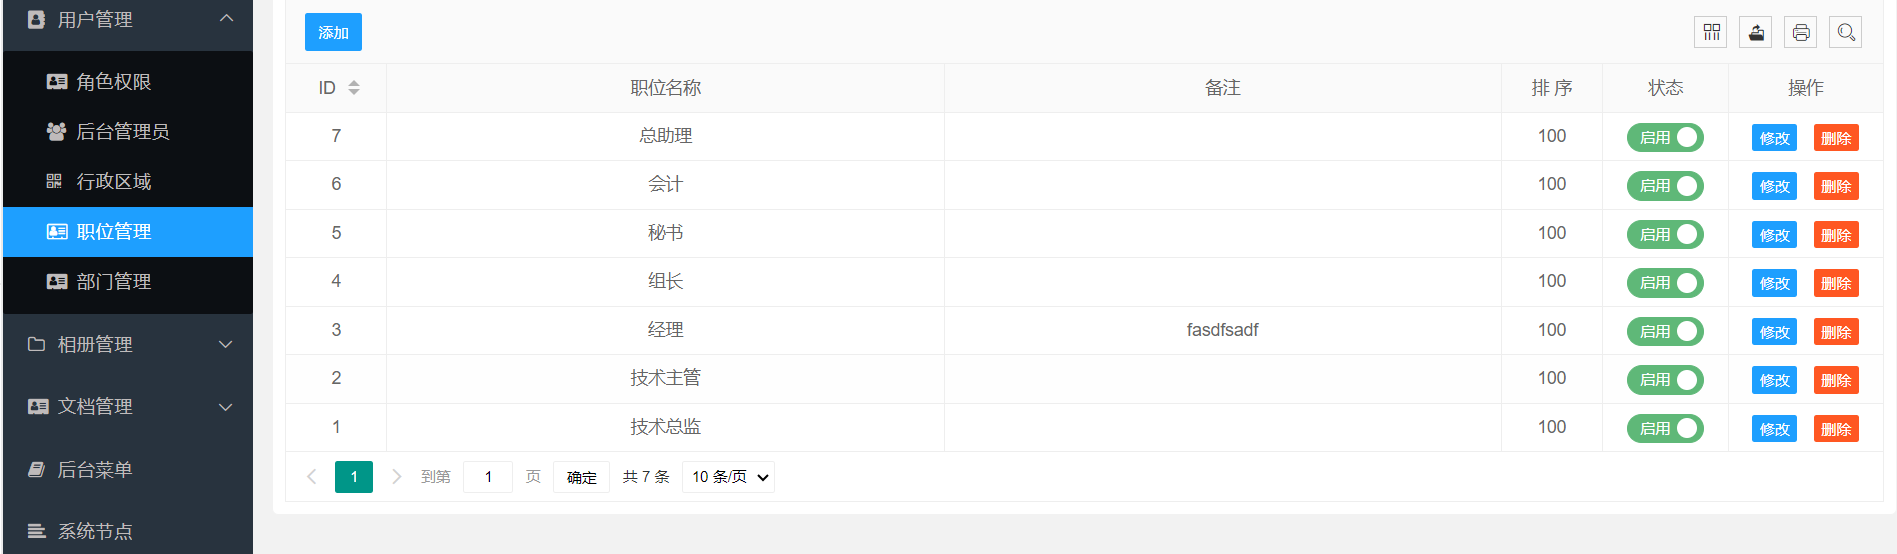 用户管理
角色权限
后台管理员
行政区域
职位管理
部门管理
相册管理
文档管理
后台菜单
系统节点
添加
ID 职位名称 备注 排 序 状态 操作
7 总助理 100 启用 修改 删除
6 会计 100 启用 修改 删除
5 秘书 100 启用 修改 删除
4 组长 100 启用 修改 删除
3 经理 fasdfsadf 100 启用 修改 删除
2 技术主管 100 启用 修改 删除
1 技术总监 100 启用 修改 删除
1 到第 1 页 确定 共 7 条 10 条/页